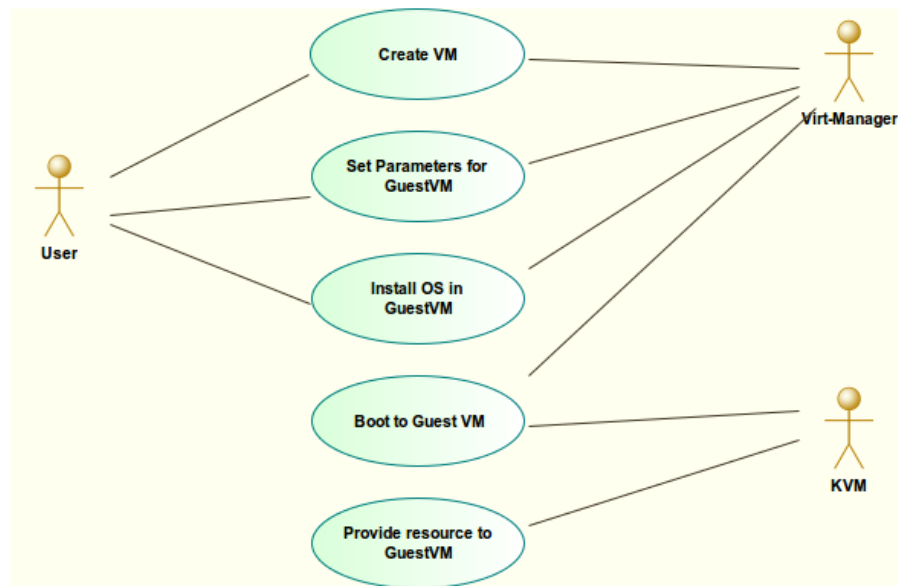 Create VM
Virt-Manager
Set Parameters for
GuestVM
User
Install OS in
GuestVM
Boot to Guest VM
KVM
Provide resource to
GuestVM